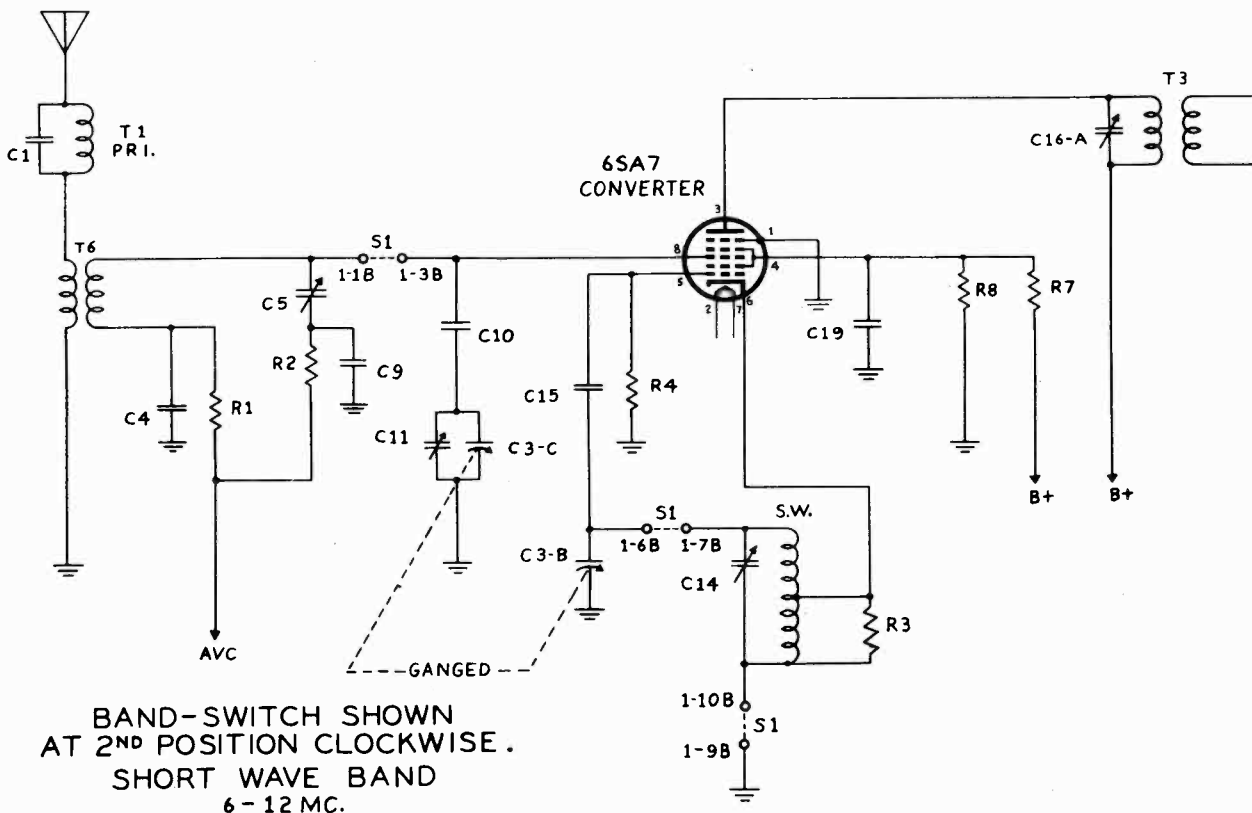 T1
PRI.
C1
T3
C16-A
6SA7
CONVERTER
3
1
8
4
5
6
2
7
T6
S1
1-1B
1-3B
C5
C10
R2
C9
C4
R1
C11
C3-C
C15
R4
C19
R8
R7
B+
B+
S1
1-6B
1-7B
S.W.
C3-B
C14
R3
AVC
GANGED
1-10B
S1
1-9B
BAND-SWITCH SHOWN
AT 2ND POSITION CLOCKWISE.
SHORT WAVE BAND
6-12 MC.